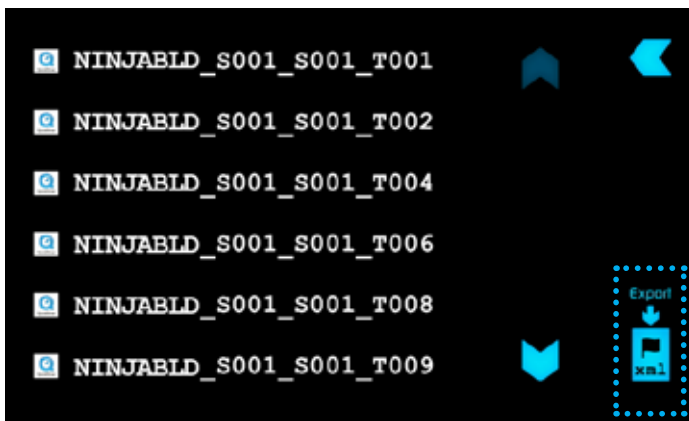 NINJABLD_S001_S001_T001
NINJABLD_S001_S001_T002
NINJABLD_S001_S001_T004
NINJABLD_S001_S001_T006
NINJABLD_S001_S001_T008
NINJABLD_S001_S001_T009
Export
xml